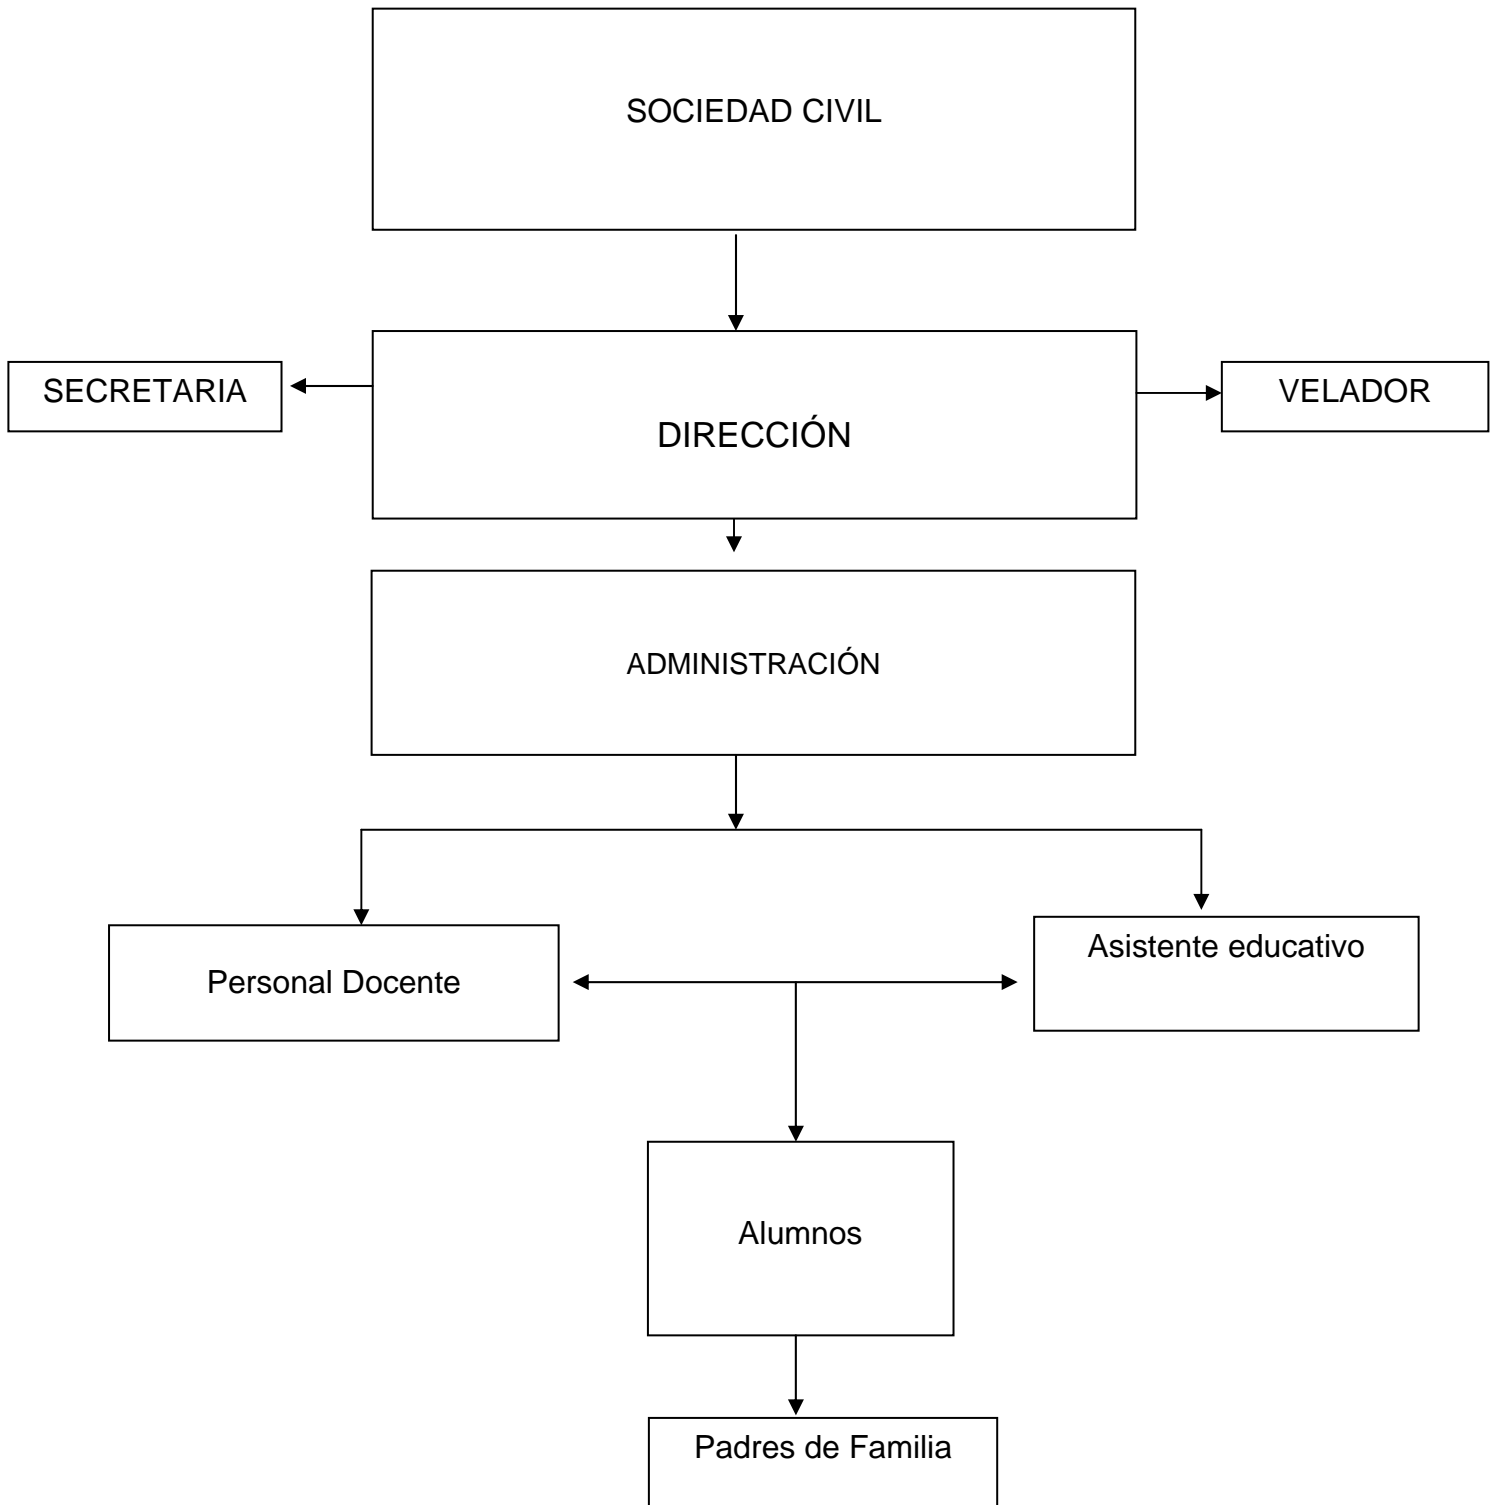 SOCIEDAD CIVIL
SECRETARIA
VELADOR
DIRECCIÓN
ADMINISTRACIÓN
Asistente educativo
Personal Docente
Alumnos
Padres de Familia